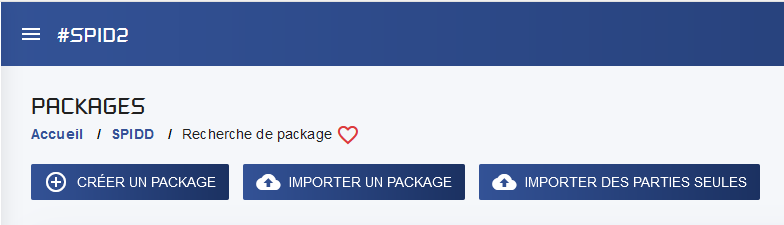 #SPID2
PACKAGES
Accueil / SPIDD / Recherche de package
CRÉER UN PACKAGE IMPORTER UN PACKAGE IMPORTER DES PARTIES SEULES